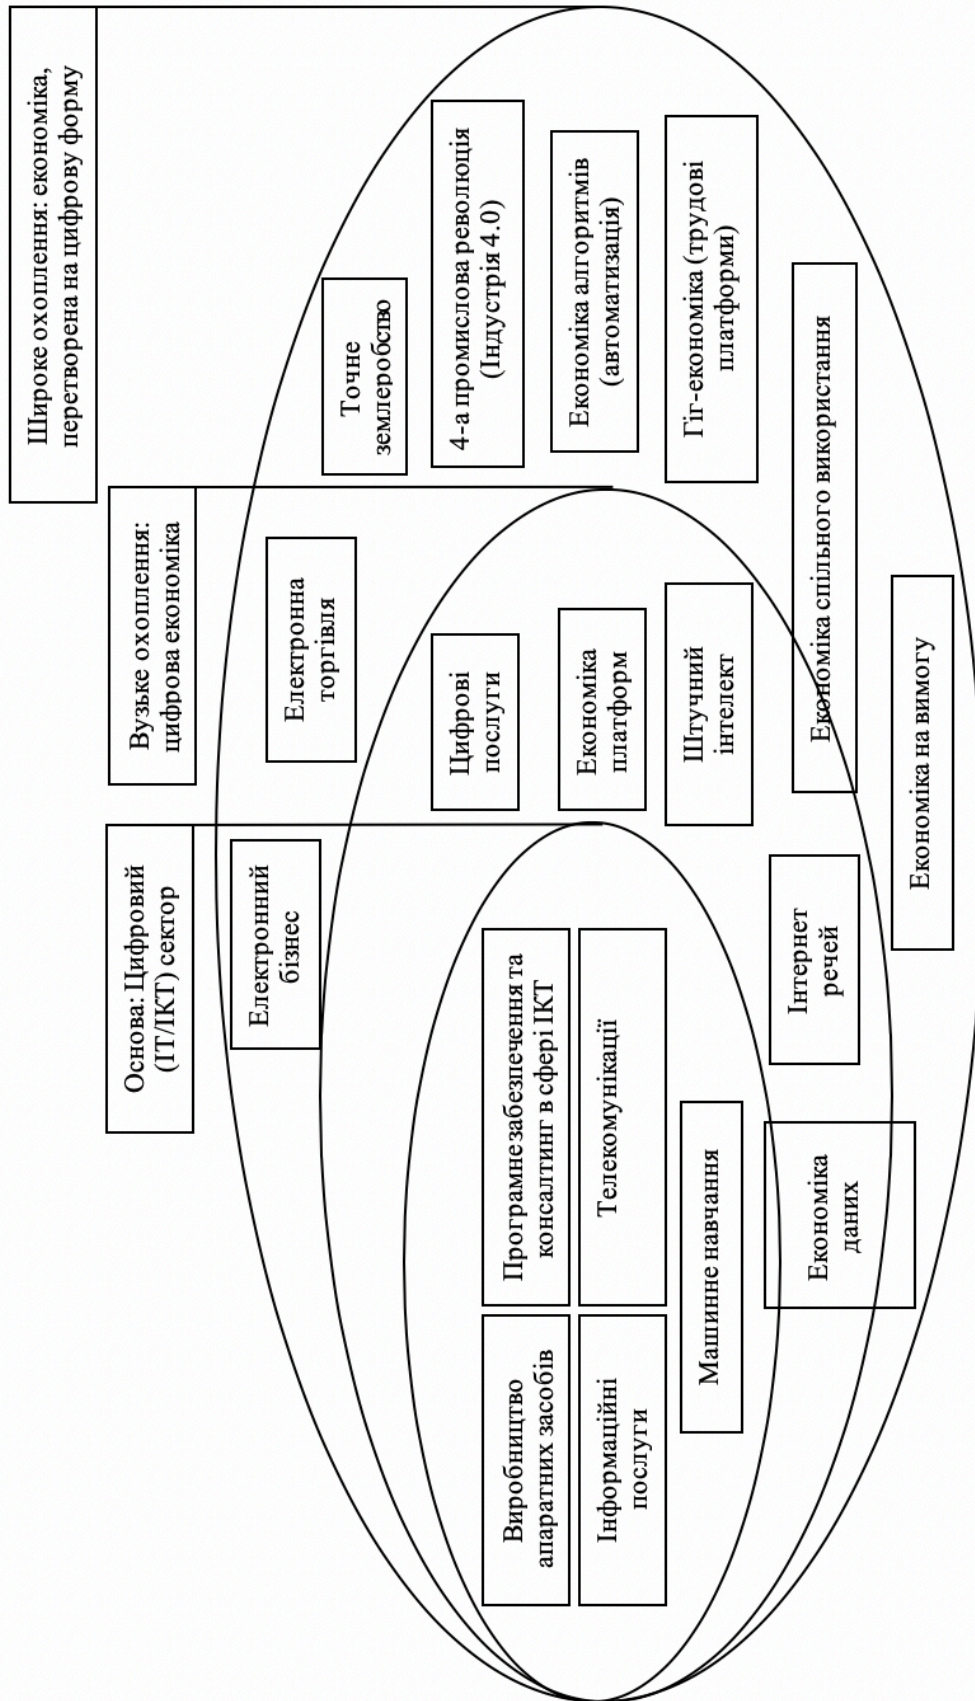 Широке охоплення: економіка,
перетворена на цифрову форму
Вузьке охоплення:
цифрова економіка
Основа: Цифровий
(ІТ/ІКТ) сектор
Електронний
бізнес
Електронна
торгівля
Точне
землеробство
4-а промислова революція
(Індустрія 4.0)
Економіка алгоритмів
(автоматизація)
Гіг-економіка (трудові
платформи)
Цифрові
послуги
Економіка
платформ
Штучний
інтелект
Економіка спільного використання
Економіка на вимогу
Інтернет
речей
Економіка
даних
Виробництво
апаратних засобів
Програмне забезпечення та
консалтинг в сфері ІКТ
Інформаційні
послуги
Телекомунікації
Машинне навчання